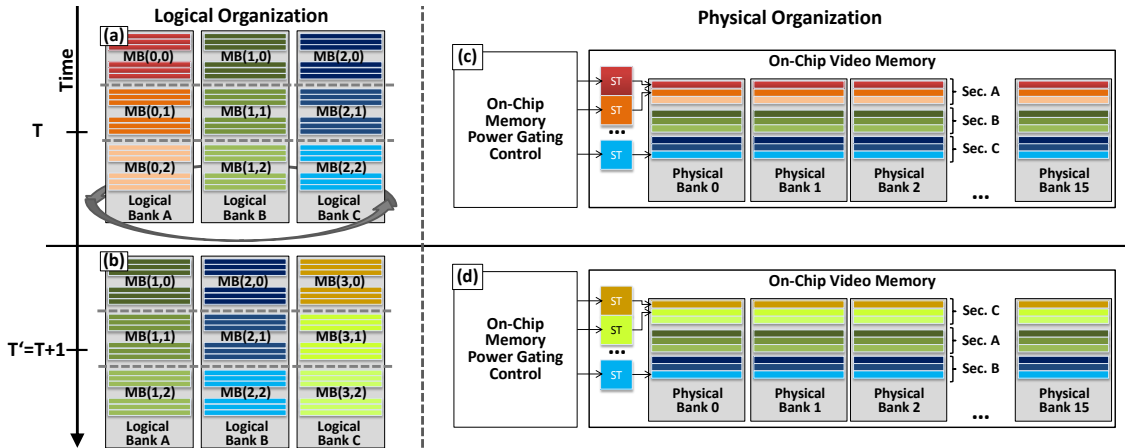 Logical Organization
Physical Organization
Time
T
T‘=T+1
(a)
MB(0,0) MB(1,0) MB(2,0)
MB(0,1) MB(1,1) MB(2,1)
MB(0,2) MB(1,2) MB(2,2)
Logical Logical Logical
Bank A Bank B Bank C
(c)
On-Chip
Memory
Power Gating
Control
ST
ST
...
ST
On-Chip Video Memory
Sec. A
Sec. B
Sec. C
Physical Physical Physical Physical
Bank 0 Bank 1 Bank 2 ... Bank 15
(b)
MB(1,0) MB(2,0) MB(3,0)
MB(1,1) MB(2,1) MB(3,1)
MB(1,2) MB(2,2) MB(3,2)
Logical Logical Logical
Bank A Bank B Bank C
(d)
On-Chip
Memory
Power Gating
Control
ST
ST
...
ST
On-Chip Video Memory
Sec. C
Sec. A
Sec. B
Physical Physical Physical Physical
Bank 0 Bank 1 Bank 2 ... Bank 15